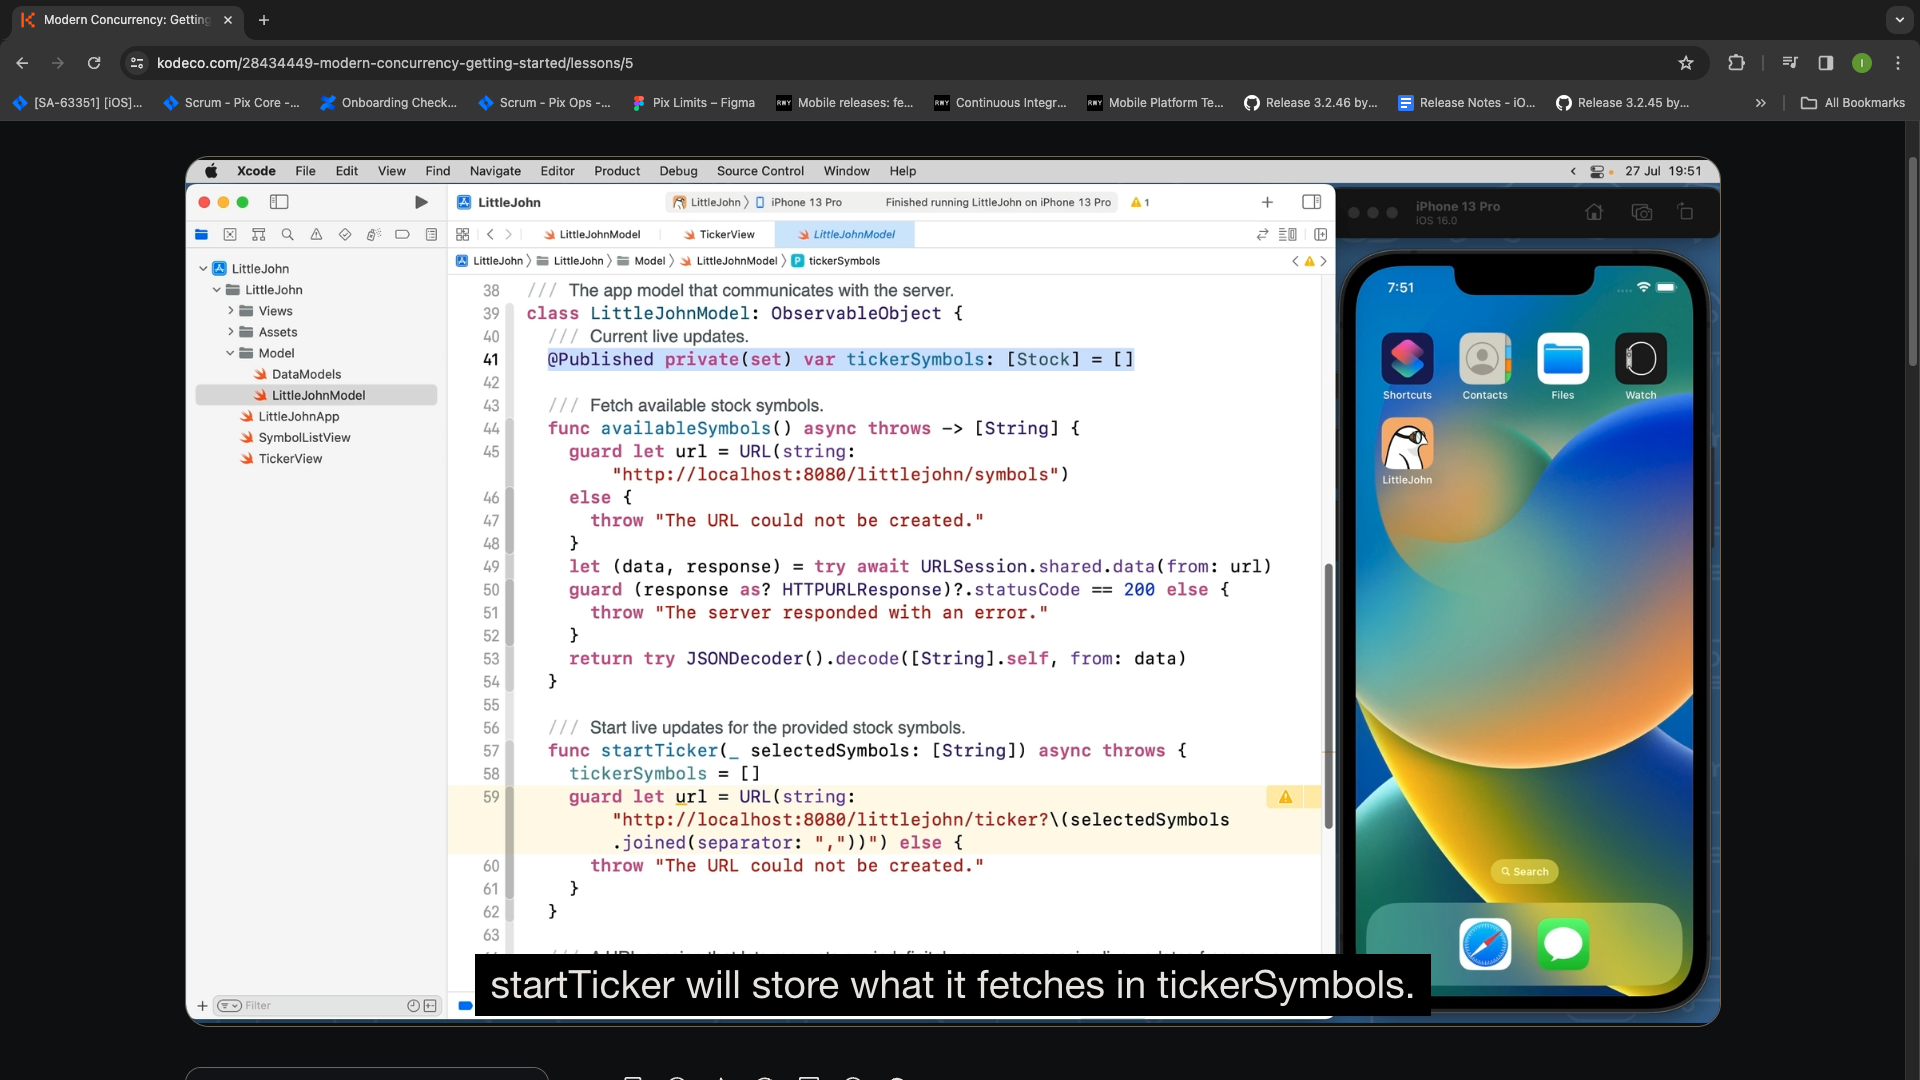 Modern Concurrency: Getting
kodeco.com/28434449-modern-concurrency-getting-started/lessons/5
[SA-63351] [iOS]...
Scrum - Pix Core -...
Onboarding Check...
Scrum - Pix Ops -...
Pix Limits – Figma
Mobile releases: fe...
Continuous Integr...
Mobile Platform Te...
Release 3.2.46 by...
Release Notes - iO...
Release 3.2.45 by...
All Bookmarks
Xcode File Edit View Find Navigate Editor Product Debug Source Control Window Help
27 Jul 19:51
LittleJohn
LittleJohn
iPhone 13 Pro
Finished running LittleJohn on iPhone 13 Pro
1
iPhone 13 Pro
iOS 16.0
LittleJohnModel
TickerView
LittleJohnModel
LittleJohn
LittleJohn
Model
LittleJohnModel
tickerSymbols
LittleJohn
LittleJohn
Views
Assets
Model
DataModels
LittleJohnModel
LittleJohnApp
SymbolListView
TickerView
Filter
38 /// The app model that communicates with the server.
39 class LittleJohnModel: ObservableObject {
40 /// Current live updates.
41 @Published private(set) var tickerSymbols: [Stock] = []
42
43 /// Fetch available stock symbols.
44 func availableSymbols() async throws -> [String] {
45 guard let url = URL(string:
"http://localhost:8080/littlejohn/symbols")
46 else {
47 throw "The URL could not be created."
48 }
49 let (data, response) = try await URLSession.shared.data(from: url)
50 guard (response as? HTTPURLResponse)?.statusCode == 200 else {
51 throw "The server responded with an error."
52 }
53 return try JSONDecoder().decode([String].self, from: data)
54 }
55
56 /// Start live updates for the provided stock symbols.
57 func startTicker(_ selectedSymbols: [String]) async throws {
58 tickerSymbols = []
59 guard let url = URL(string:
"http://localhost:8080/littlejohn/ticker?\(selectedSymbols
.joined(separator: ","))") else {
60 throw "The URL could not be created."
61 }
62 }
63
startTicker will store what it fetches in tickerSymbols.
7:51
Shortcuts
Contacts
Files
Watch
LittleJohn
Search